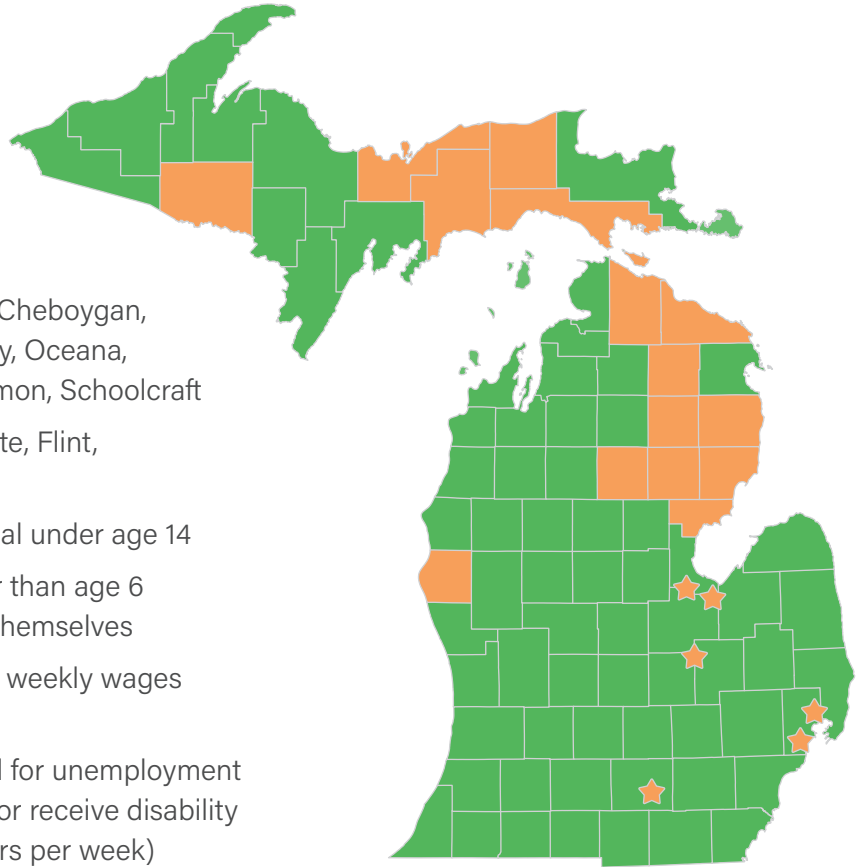 Cheboygan,
y, Oceana,
mon, Schoolcraft
te, Flint,
al under age 14
r than age 6
hemselves
weekly wages
l for unemployment
or receive disability
rs per week)